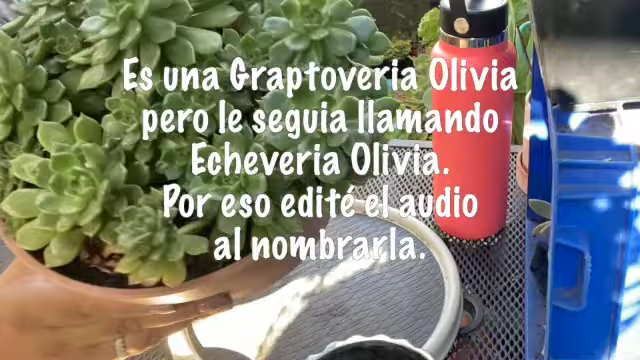 Es una Graptoveria Olivia
pero le seguia llamando
Echeveria Olivia.
Por eso edité el audio
al nombrarla.